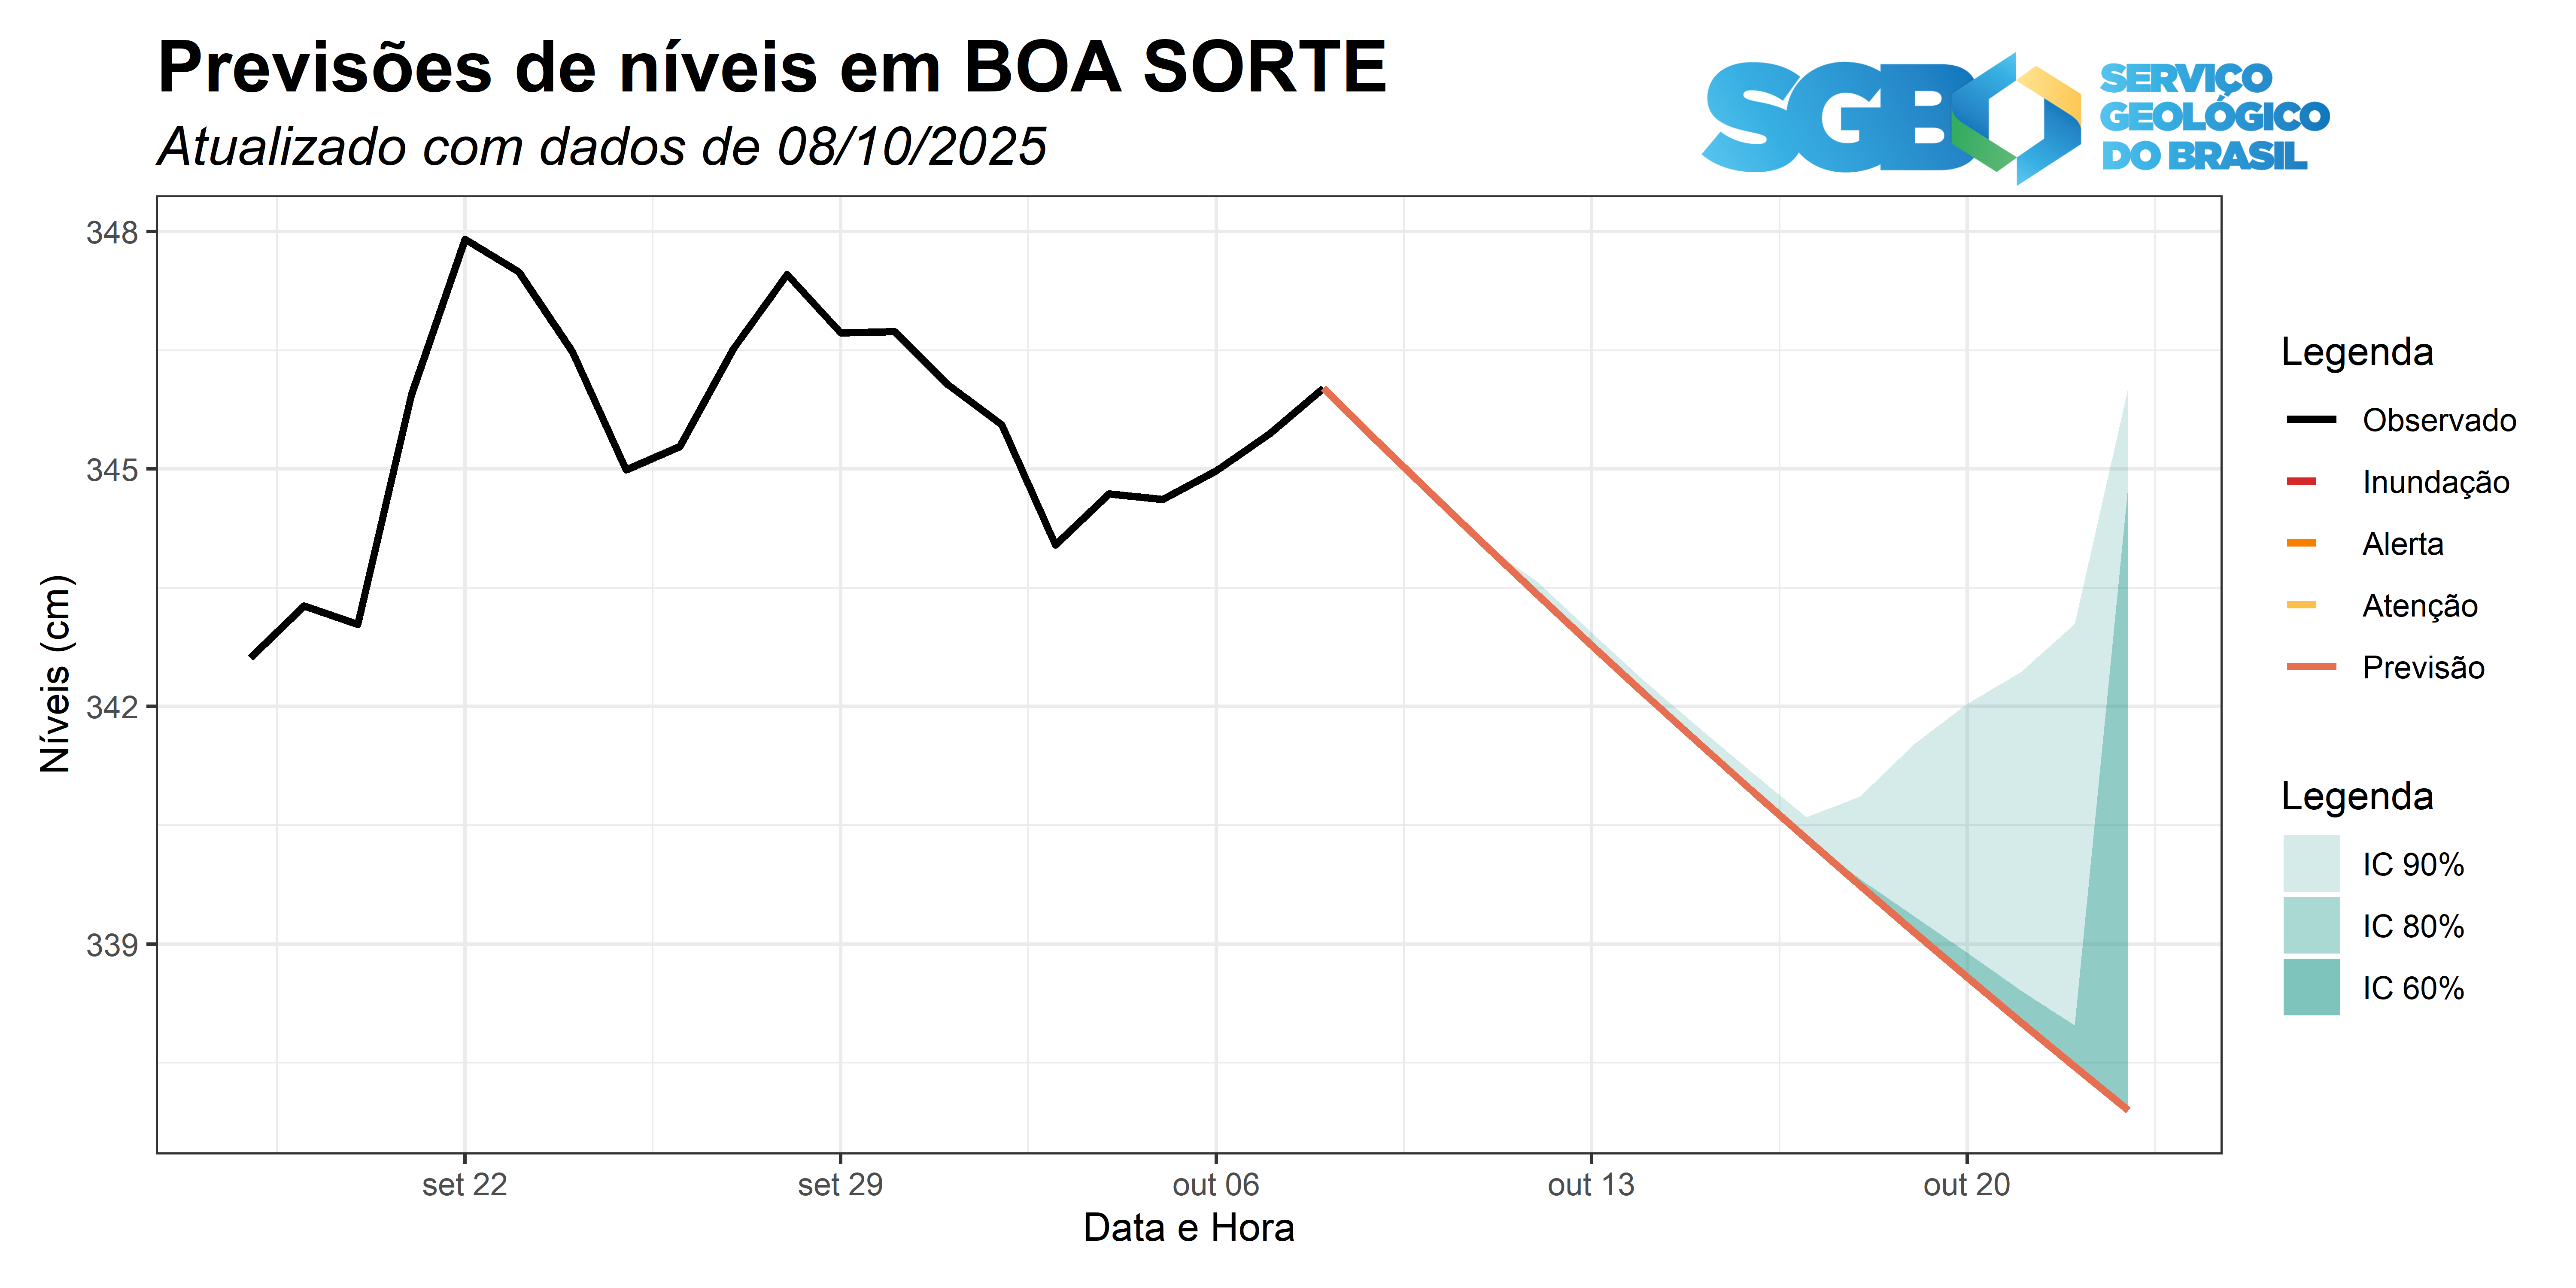 Previsões de níveis em BOA SORTE
Atualizado com dados de 08/10/2025
SGB
SERVIÇO
GEOLÓGICO
DO BRASIL
348
345
342
339
Níveis (cm)
set 22
set 29
out 06
out 13
out 20
Data e Hora
Legenda
Observado
Inundação
Alerta
Atenção
Previsão
Legenda
IC 90%
IC 80%
IC 60%